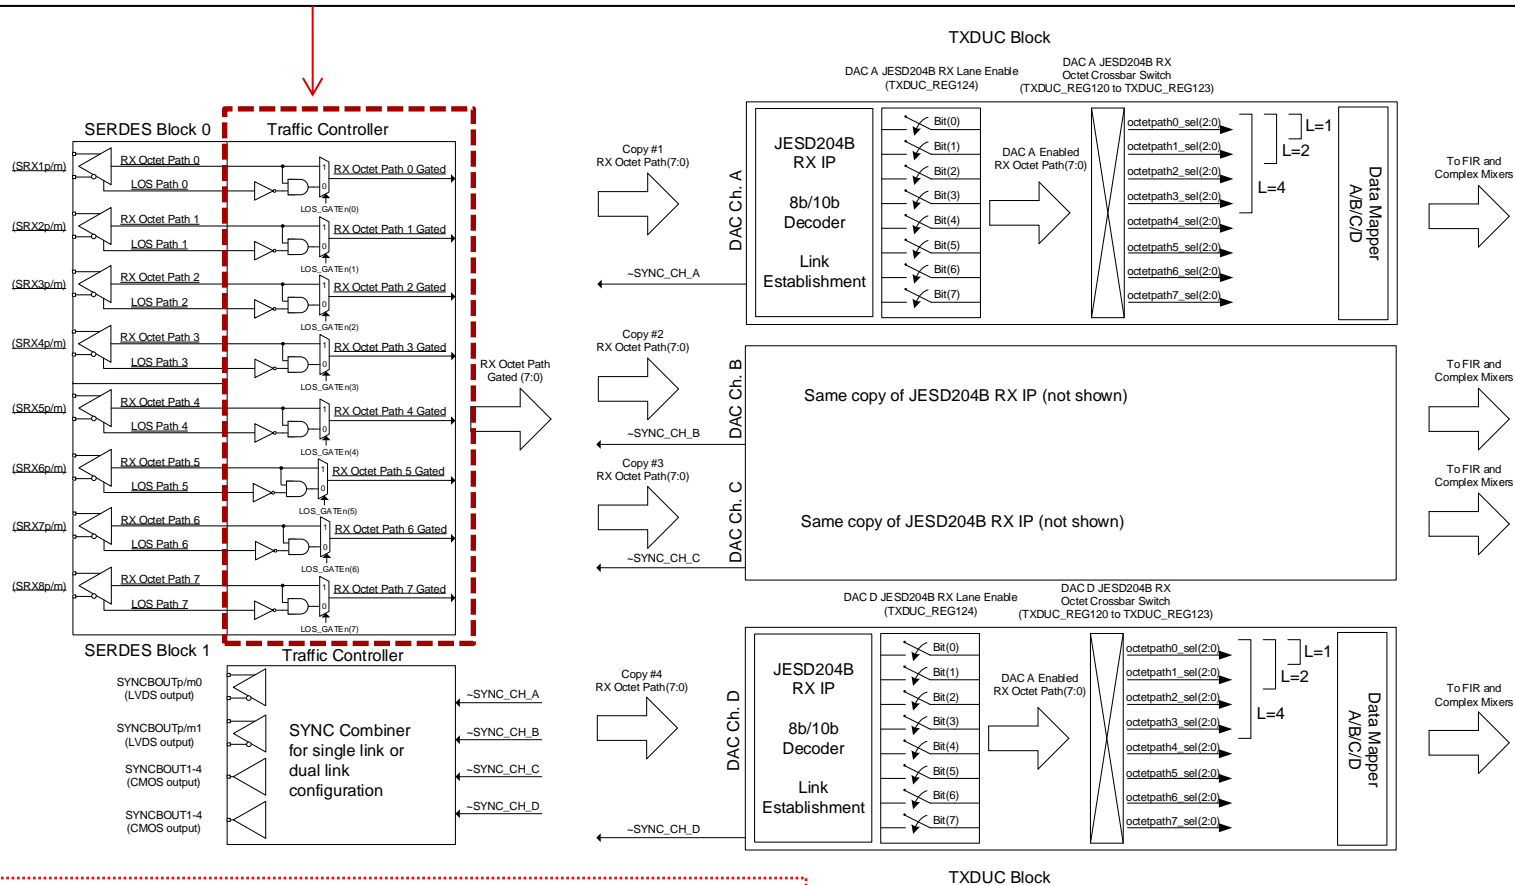 TXDUC Block
DAC A JESD204B RX Lane Enable
(TXDUC_REG124)
DAC A JESD204B RX
Octet Crossbar Switch
(TXDUC_REG120 to TXDUC_REG123)
SERDES Block 0
Traffic Controller
(SRX1p/m)
RX Octet Path 0
LOS Path 0
1
0
RX Octet Path 0 Gated
LOS_GATEn(0)
(SRX2p/m)
RX Octet Path 1
LOS Path 1
1
0
RX Octet Path 1 Gated
LOS_GATEn(1)
(SRX3p/m)
RX Octet Path 2
LOS Path 2
1
0
RX Octet Path 2 Gated
LOS_GATEn(2)
(SRX4p/m)
RX Octet Path 3
LOS Path 3
1
0
RX Octet Path 3 Gated
LOS_GATEn(3)
(SRX5p/m)
RX Octet Path 4
LOS Path 4
1
0
RX Octet Path 4 Gated
LOS_GATEn(4)
(SRX6p/m)
RX Octet Path 5
LOS Path 5
1
0
RX Octet Path 5 Gated
LOS_GATEn(5)
(SRX7p/m)
RX Octet Path 6
LOS Path 6
1
0
RX Octet Path 6 Gated
LOS_GATEn(6)
(SRX8p/m)
RX Octet Path 7
LOS Path 7
1
0
RX Octet Path 7 Gated
LOS_GATEn(7)
SERDES Block 1
RX Octet Path
Gated (7:0)
Copy #1
RX Octet Path(7:0)
~SYNC_CH_A
DAC Ch. A
JESD204B
RX IP
8b/10b
Decoder
Link
Establishment
Bit(0)
Bit(1)
Bit(2)
Bit(3)
Bit(4)
Bit(5)
Bit(6)
Bit(7)
DAC A Enabled
RX Octet Path(7:0)
octetpath0_sel(2:0)
octetpath1_sel(2:0)
octetpath2_sel(2:0)
octetpath3_sel(2:0)
octetpath4_sel(2:0)
octetpath5_sel(2:0)
octetpath6_sel(2:0)
octetpath7_sel(2:0)
L=1
L=2
L=4
Data Mapper
A/B/C/D
To FIR and
Complex Mixers
Copy #2
RX Octet Path(7:0)
~SYNC_CH_B
DAC Ch. B
Same copy of JESD204B RX IP (not shown)
To FIR and
Complex Mixers
Copy #3
RX Octet Path(7:0)
~SYNC_CH_C
DAC Ch. C
Same copy of JESD204B RX IP (not shown)
To FIR and
Complex Mixers
DAC D JESD204B RX Lane Enable
(TXDUC_REG124)
DAC D JESD204B RX
Octet Crossbar Switch
(TXDUC_REG120 to TXDUC_REG123)
Traffic Controller
SYNCBOUTp/m0
(LVDS output)
SYNCBOUTp/m1
(LVDS output)
SYNCBOUT1-4
(CMOS output)
SYNCBOUT1-4
(CMOS output)
SYNC Combiner
for single link or
dual link
configuration
~SYNC_CH_A
~SYNC_CH_B
~SYNC_CH_C
~SYNC_CH_D
Copy #4
RX Octet Path(7:0)
~SYNC_CH_D
DAC Ch. D
JESD204B
RX IP
8b/10b
Decoder
Link
Establishment
Bit(0)
Bit(1)
Bit(2)
Bit(3)
Bit(4)
Bit(5)
Bit(6)
Bit(7)
DAC A Enabled
RX Octet Path(7:0)
octetpath0_sel(2:0)
octetpath1_sel(2:0)
octetpath2_sel(2:0)
octetpath3_sel(2:0)
octetpath4_sel(2:0)
octetpath5_sel(2:0)
octetpath6_sel(2:0)
octetpath7_sel(2:0)
L=1
L=2
L=4
Data Mapper
A/B/C/D
To FIR and
Complex Mixers
TXDUC Block